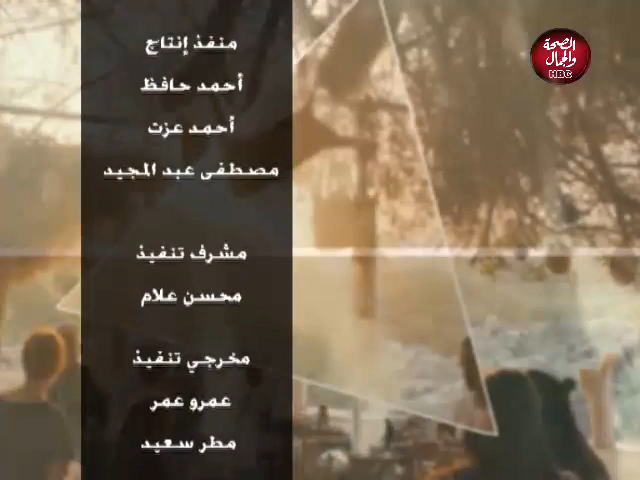 الصحة
والجمال
HBC
منفذ إنتاج
أحمد حافظ
أحمد عزت
مصطفى عبد المجيد
مشرف تنفيذ
محسن علام
مخرجي تنفيذ
عمرو عمر
مطر سعيد